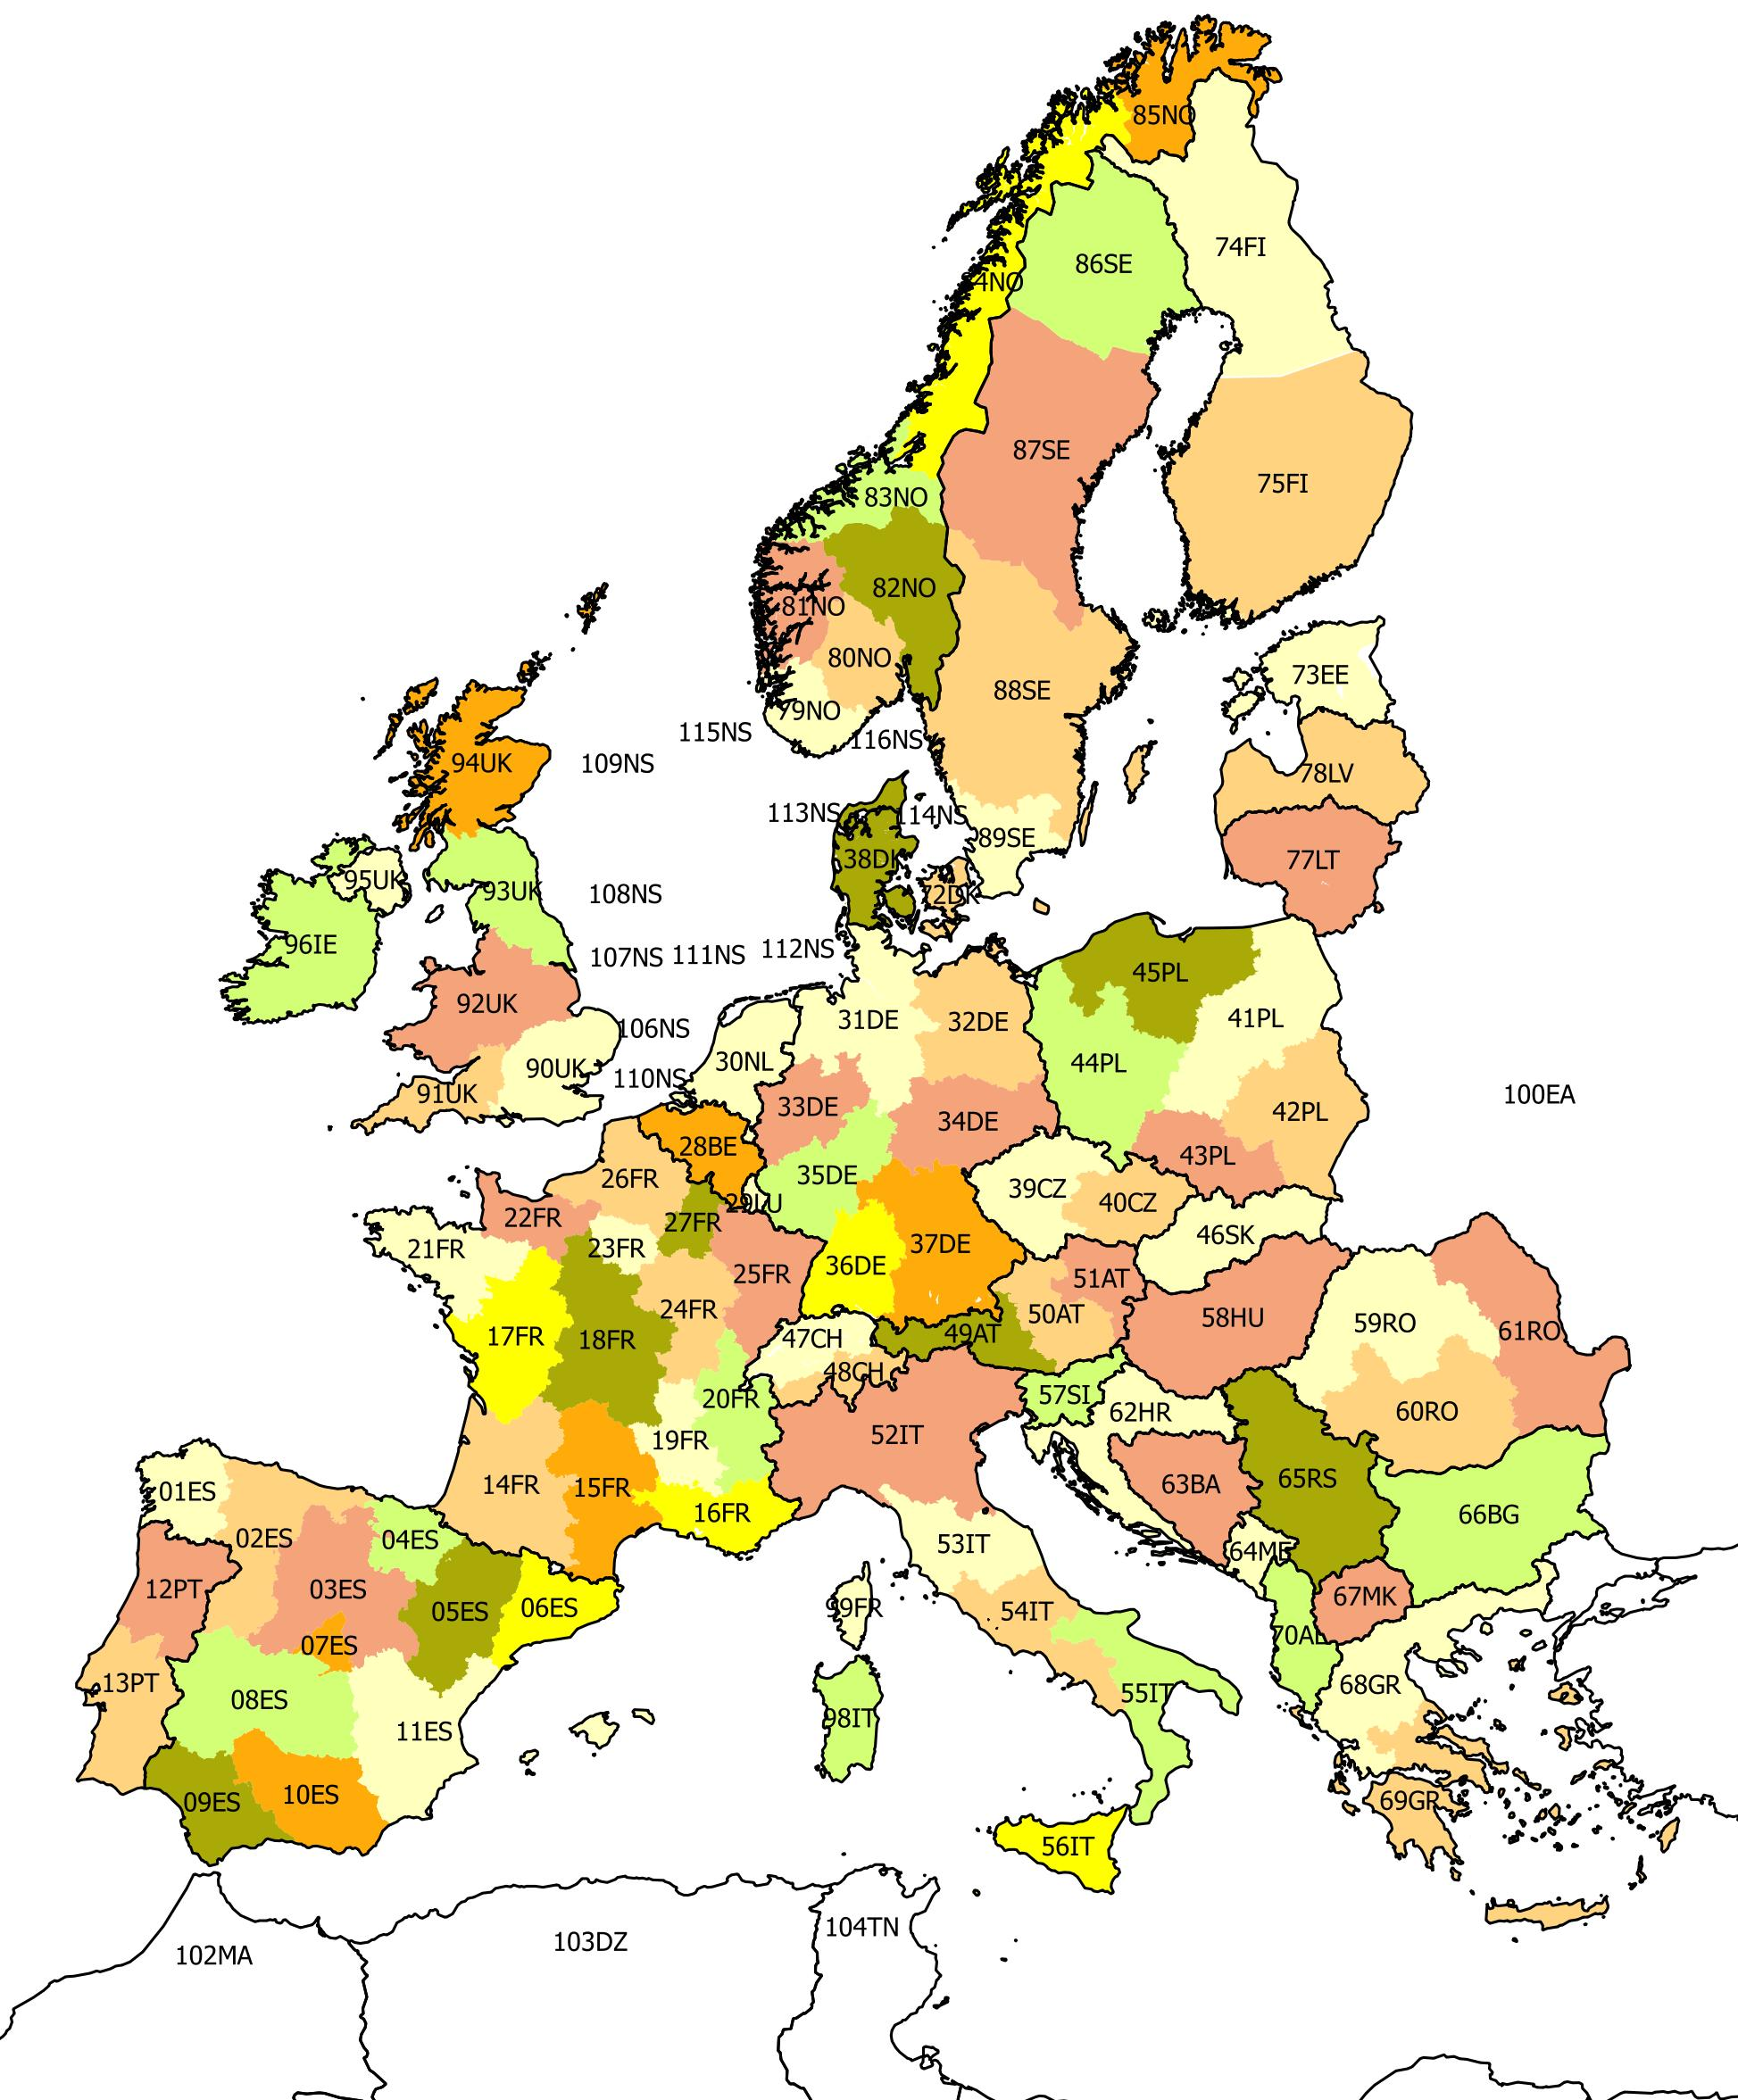 85NO
74FI
86SE
4NO
87SE
75FI
83NO
82NO
81NO
80NO
73EE
88SE
79NO
115NS
116NS
94UK
109NS
78LV
113NS
114NS
89SE
77LT
38DK
95UK
93UK
108NS
72DK
96IE
107NS
111NS
112NS
45PL
92UK
31DE
32DE
41PL
106NS
30NL
44PL
90UK
110NS
91UK
100EA
33DE
42PL
34DE
28BE
43PL
35DE
26FR
39CZ
40CZ
29LU
22FR
27FR
46SK
21FR
23FR
37DE
36DE
25FR
51AT
24FR
50AT
58HU
59RO
61RO
17FR
18FR
47CH
49AT
48CH
20FR
57SI
62HR
60RO
19FR
52IT
14FR
15FR
01ES
65RS
63BA
16FR
66BG
02ES
04ES
53IT
64ME
12PT
03ES
67MK
05ES
06ES
99FR
54IT
07ES
70AL
13PT
68GR
08ES
55IT
98IT
11ES
10ES
09ES
69GR
56IT
104TN
103DZ
102MA